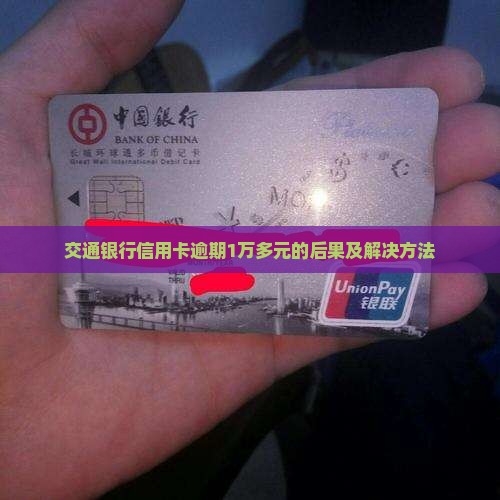 中国银行
BANK OF CHINA
长城环球通多币借记卡
Great Wall International Debit Card
交通银行信用卡逾期1万多元的后果及解决方法
THRU
UnionPay
银联